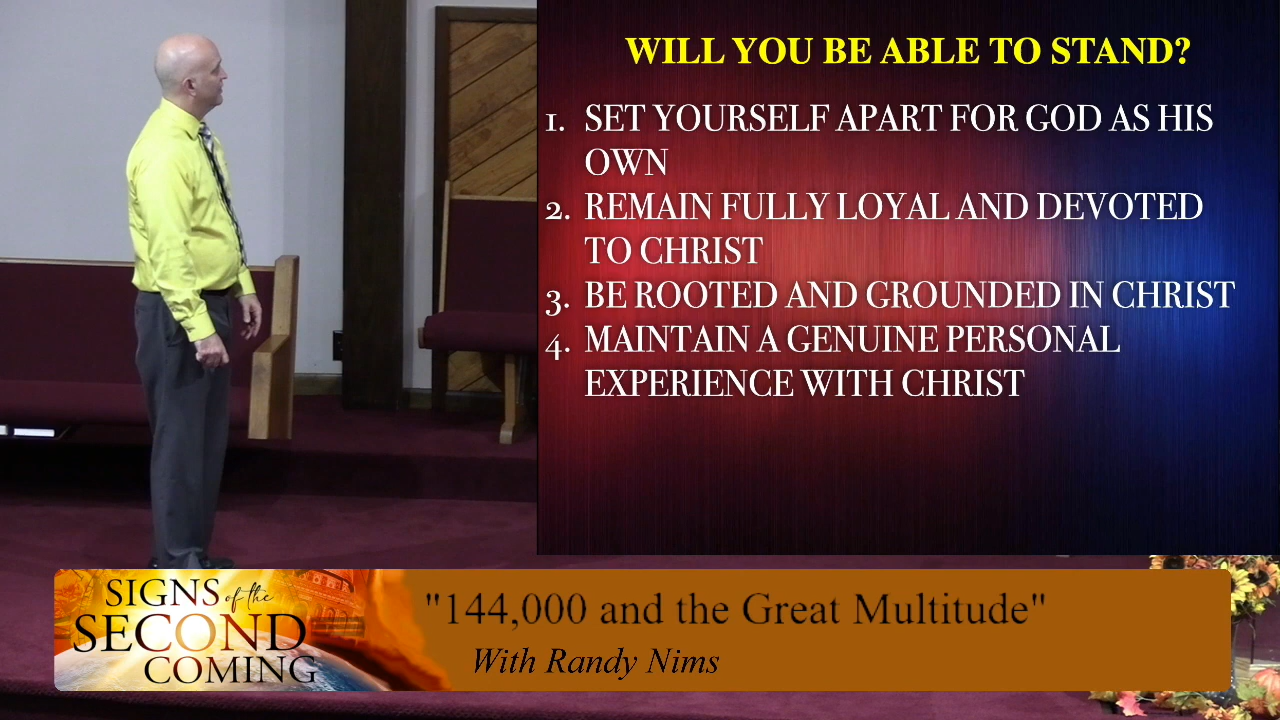 WILL YOU BE ABLE TO STAND?
1. SET YOURSELF APART FOR GOD AS HIS
OWN
2. REMAIN FULLY LOYAL AND DEVOTED
TO CHRIST
3. BE ROOTED AND GROUNDED IN CHRIST
4. MAINTAIN A GENUINE PERSONAL
EXPERIENCE WITH CHRIST
SIGNS of the
SECOND
COMING
"144,000 and the Great Multitude"
With Randy Nims